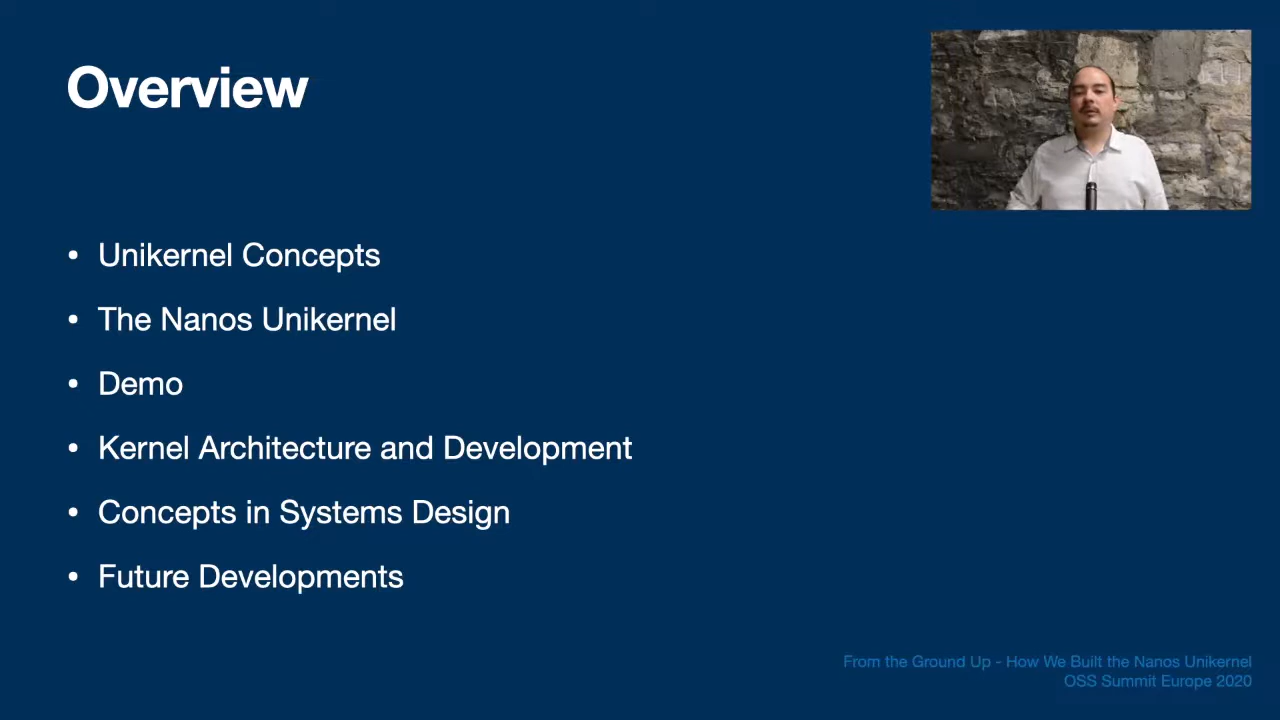 Overview
• Unikernel Concepts
• The Nanos Unikernel
• Demo
• Kernel Architecture and Development
• Concepts in Systems Design
• Future Developments
From the Ground Up - How We Built the Nanos Unikernel
OSS Summit Europe 2020